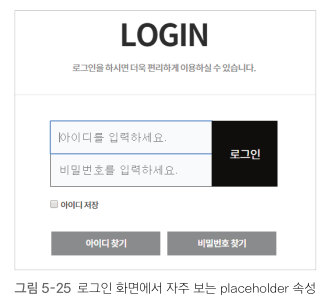 LOGIN
로그인을 하시면 더욱 편리하게 이용하실 수 있습니다.
아이디를 입력하세요.
비밀번호를 입력하세요.
로그인
아이디 저장
아이디 찾기
비밀번호 찾기
그림 5-25 로그인 화면에서 자주 보는 placeholder 속성